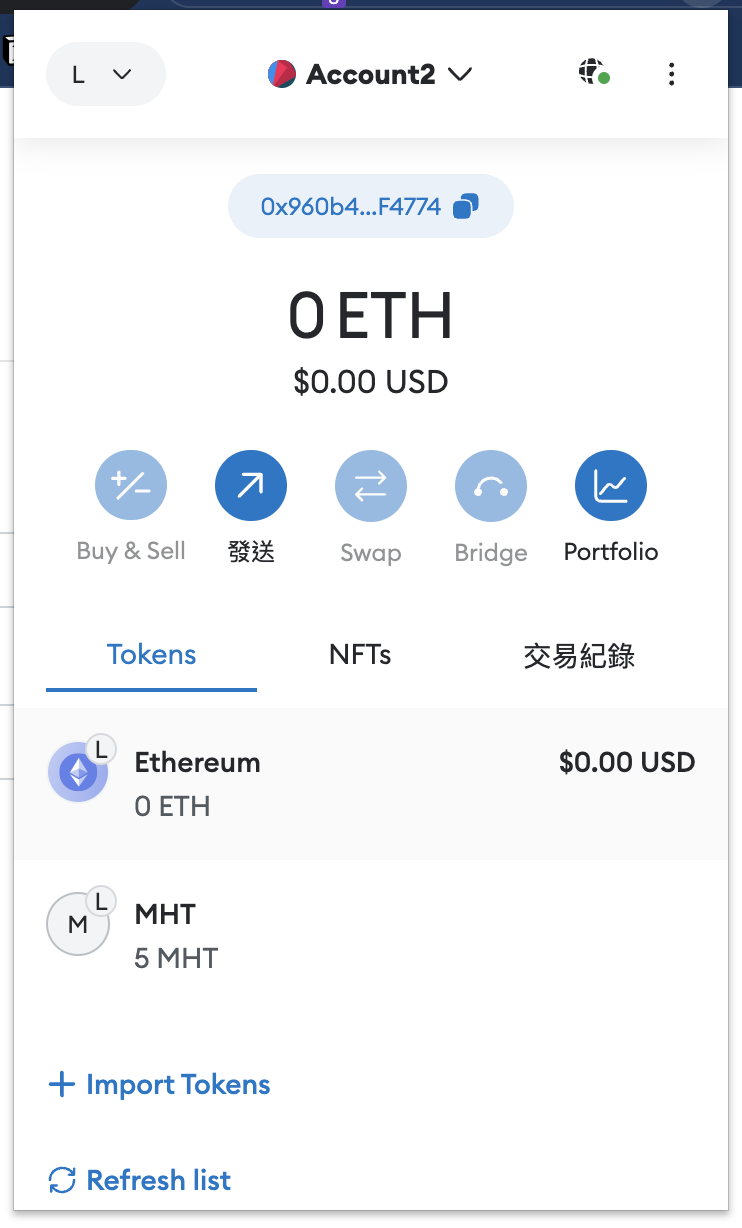 L
Account2
0x960b4...F4774
0 ETH
$0.00 USD
Buy & Sell
發送
Swap
Bridge
Portfolio
Tokens
NFTs
交易紀錄
L
Ethereum
$0.00 USD
0 ETH
L
M
MHT
5 MHT
+ Import Tokens
Refresh list